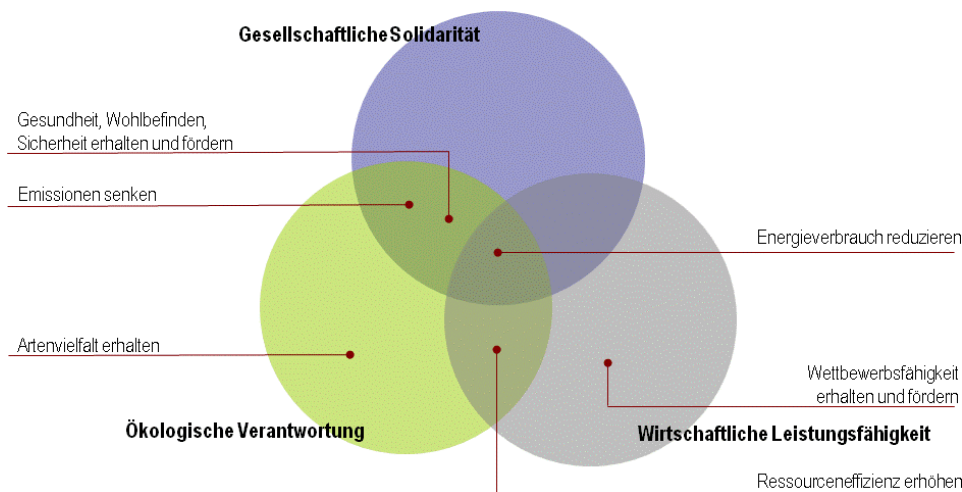 Gesellschaftliche Solidarität
Gesundheit, Wohlbefinden,
Sicherheit erhalten und fördern
Emissionen senken
Energieverbrauch reduzieren
Artenvielfalt erhalten
Wettbewerbsfähigkeit
erhalten und fördern
Ökologische Verantwortung
Wirtschaftliche Leistungsfähigkeit
Ressourceneffizienz erhöhen